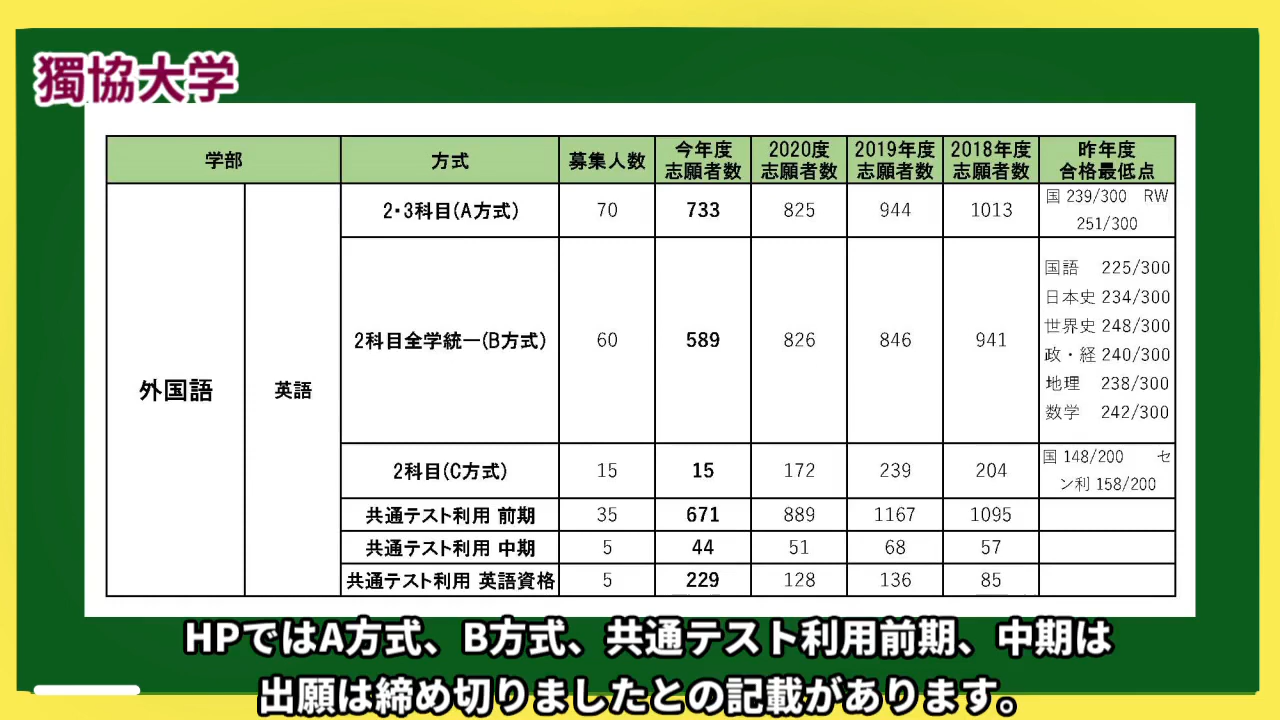 獨協大学
学部 方式 募集人数 今年度志願者数 2020度志願者数 2019年度志願者数 2018年度志願者数 昨年度合格最低点
外国語 英語
2・3科目(A方式) 70 733 825 944 1013 国 239/300 RW 251/300
2科目全学統一(B方式) 60 589 826 846 941
国語 225/300
日本史 234/300
世界史 248/300
政・経 240/300
地理 238/300
数学 242/300
2科目(C方式) 15 15 172 239 204 国 148/200 セン利 158/200
共通テスト利用 前期 35 671 889 1167 1095
共通テスト利用 中期 5 44 51 68 57
共通テスト利用 英語資格 5 229 128 136 85
HPではA方式、B方式、共通テスト利用前期、中期は
出願は締め切りましたとの記載があります。